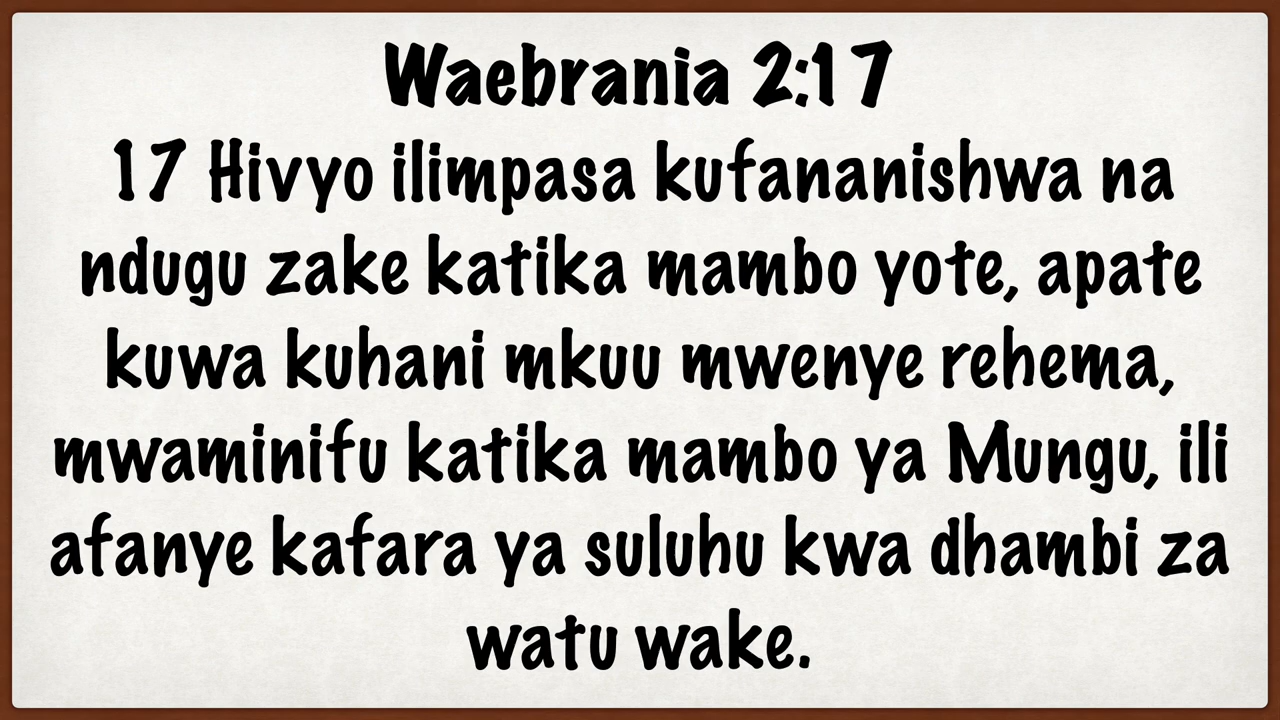 Waebrania 2:17
17 Hivyo ilimpasa kufananishwa na
ndugu zake katika mambo yote, apate
kuwa kuhani mkuu mwenye rehema,
mwaminifu katika mambo ya Mungu, ili
afanye kafara ya suluhu kwa dhambi za
watu wake.